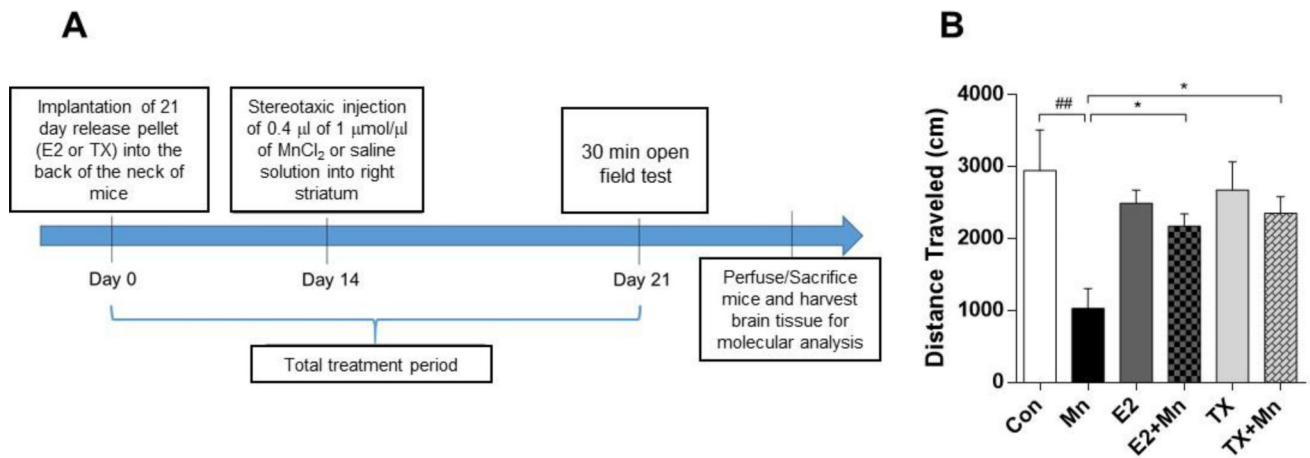 A
Implantation of 21
day release pellet
(E2 or TX) into the
back of the neck of
mice
Stereotaxic injection
of 0.4 µl of 1 µmol/µl
of MnCl₂ or saline
solution into right
striatum
30 min open
field test
Day 0
Day 14
Day 21
Perfuse/Sacrifice
mice and harvest
brain tissue for
molecular analysis
Total treatment period
B
Distance Traveled (cm)
4000
3000
2000
1000
0
##
*
*
Con
Mn
E2
E2+Mn
TX
TX+Mn